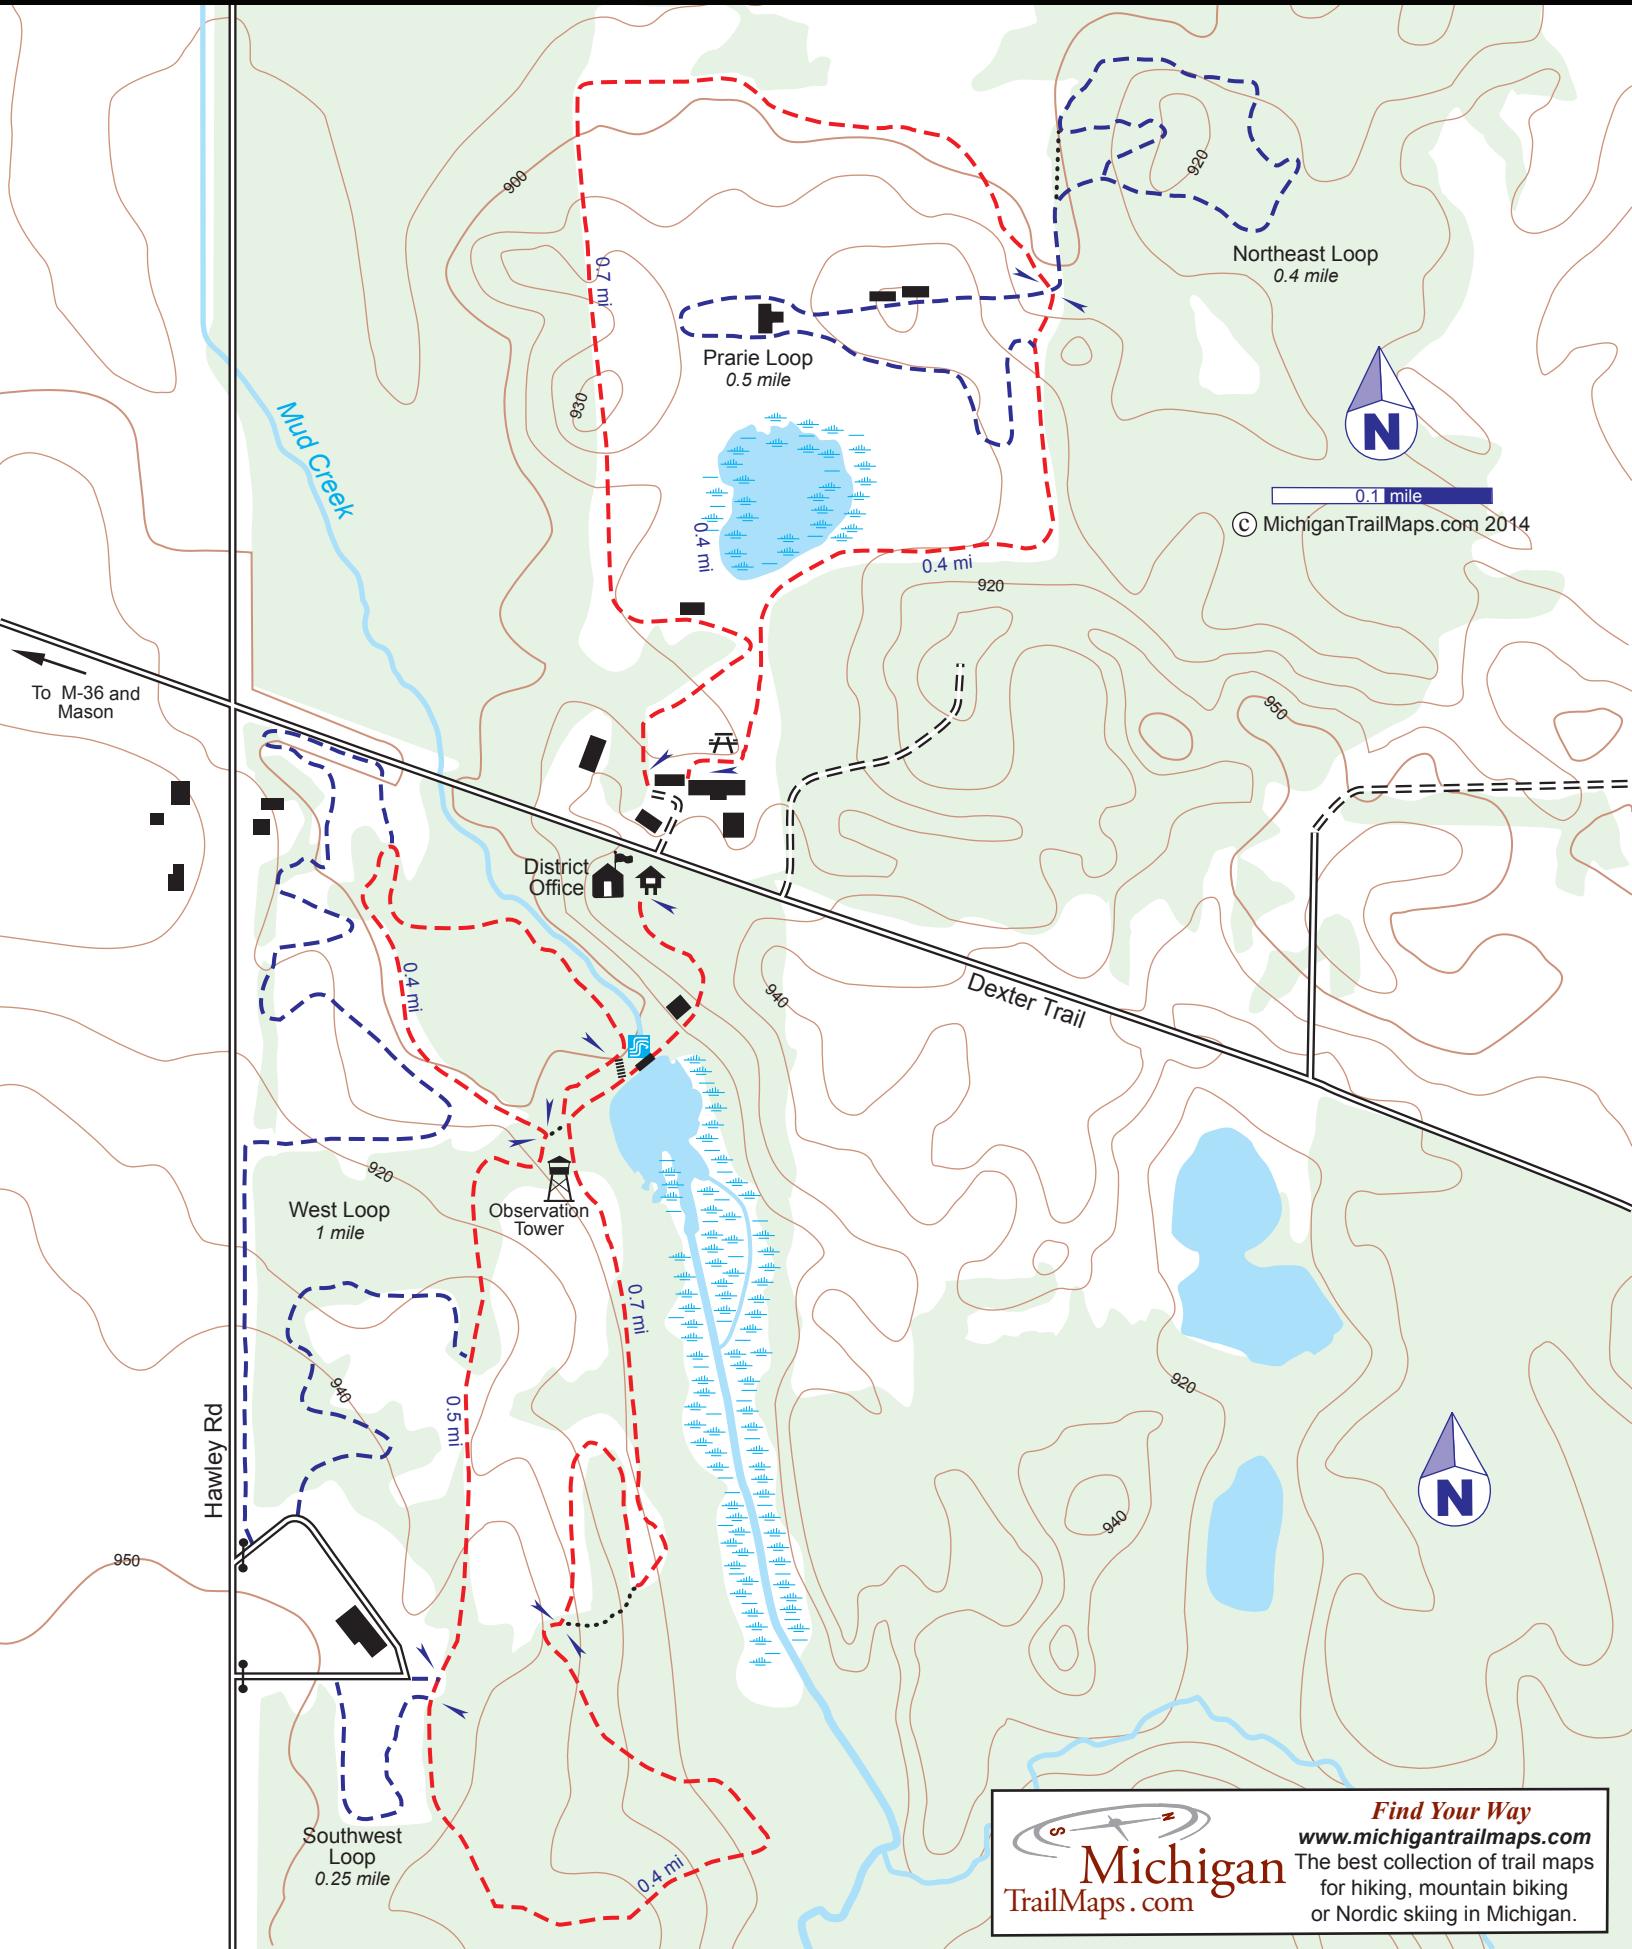 900
920
Northeast Loop
0.4 mile
0.7 mi
Prarie Loop
0.5 mile
930
Mud Creek
N
0.1 mile
© MichiganTrailMaps.com 2014
0.4 mi
0.4 mi
920
To M-36 and
Mason
950
District
Office
0.4 mi
940
Dexter Trail
920
West Loop
1 mile
Observation
Tower
0.7 mi
940
920
0.5 mi
Hawley Rd
N
940
950
Southwest
Loop
0.25 mile
0.4 mi
S
N
Michigan
TrailMaps.com
Find Your Way
www.michigantrailmaps.com
The best collection of trail maps
for hiking, mountain biking
or Nordic skiing in Michigan.